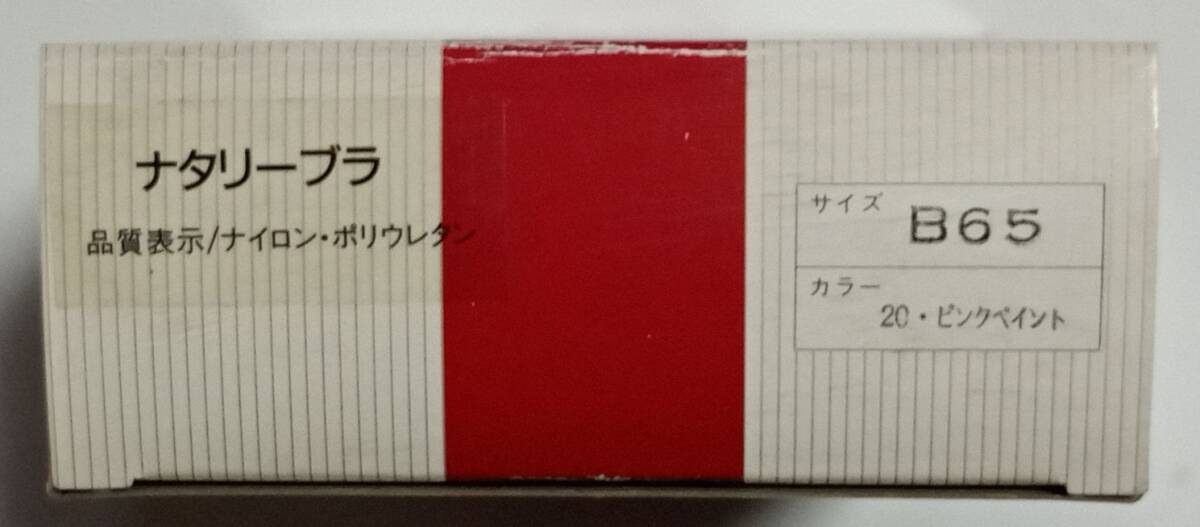 ナタリーブラ
品質表示/ナイロン・ポリウレタン
サイズ
B65
カラー
20・ピンクペイント